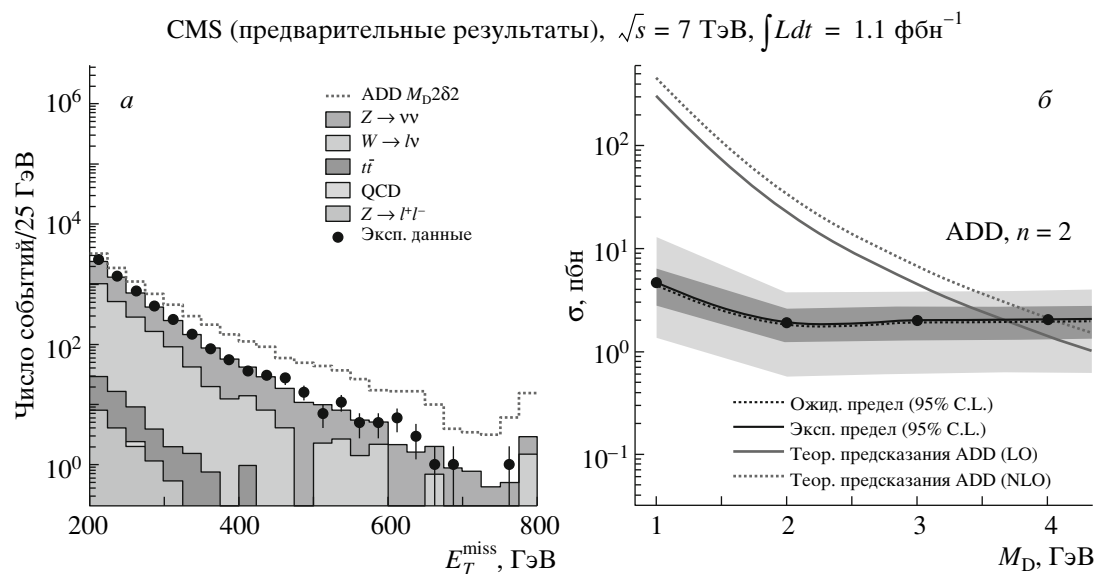 CMS (предварительные результаты), √s = 7 ТэВ, ∫Ldt = 1.1 фбн⁻¹
а
Число событий/25 ГэВ
10⁶
10⁴
10²
10⁰
200
400
600
800
E_T^miss, ГэВ
ADD M_D2δ2
Z → νν
W → lν
tt̄
QCD
Z → l⁺l⁻
Эксп. данные
б
σ, пбн
10²
10¹
10⁰
10⁻¹
ADD, n = 2
Ожид. предел (95% C.L.)
Эксп. предел (95% C.L.)
Теор. предсказания ADD (LO)
Теор. предсказания ADD (NLO)
1
2
3
4
M_D, ГэВ